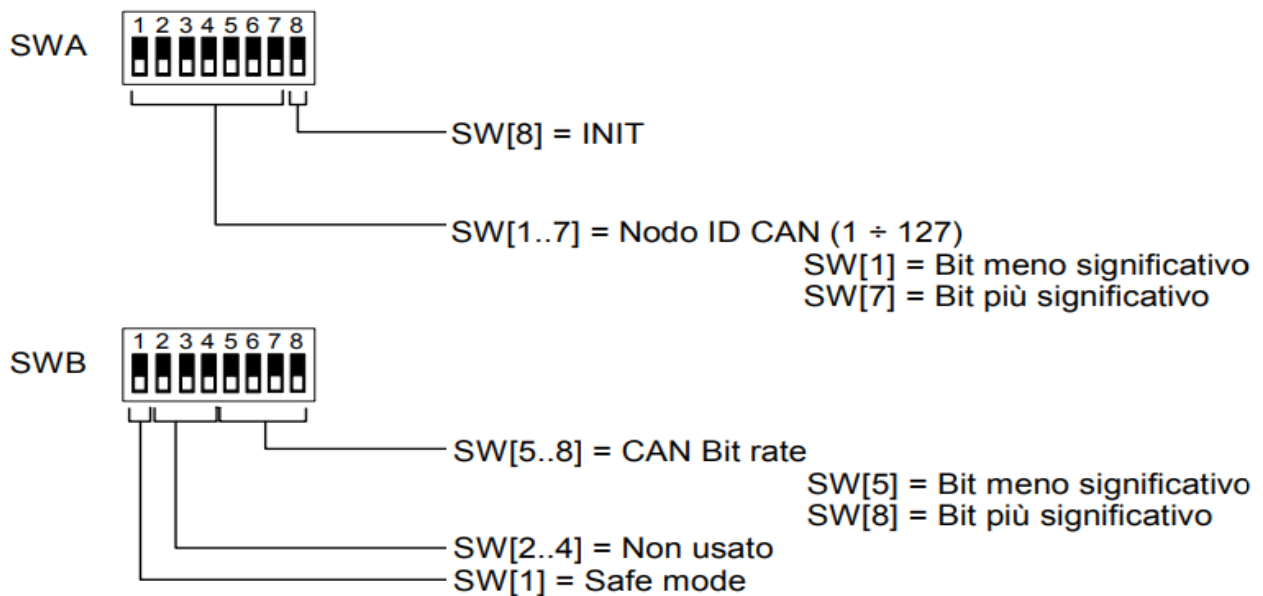 1 2 3 4 5 6 7 8
SWA
SW[8] = INIT
SW[1..7] = Nodo ID CAN (1 ÷ 127)
SW[1] = Bit meno significativo
SW[7] = Bit più significativo
1 2 3 4 5 6 7 8
SWB
SW[5..8] = CAN Bit rate
SW[5] = Bit meno significativo
SW[8] = Bit più significativo
SW[2..4] = Non usato
SW[1] = Safe mode